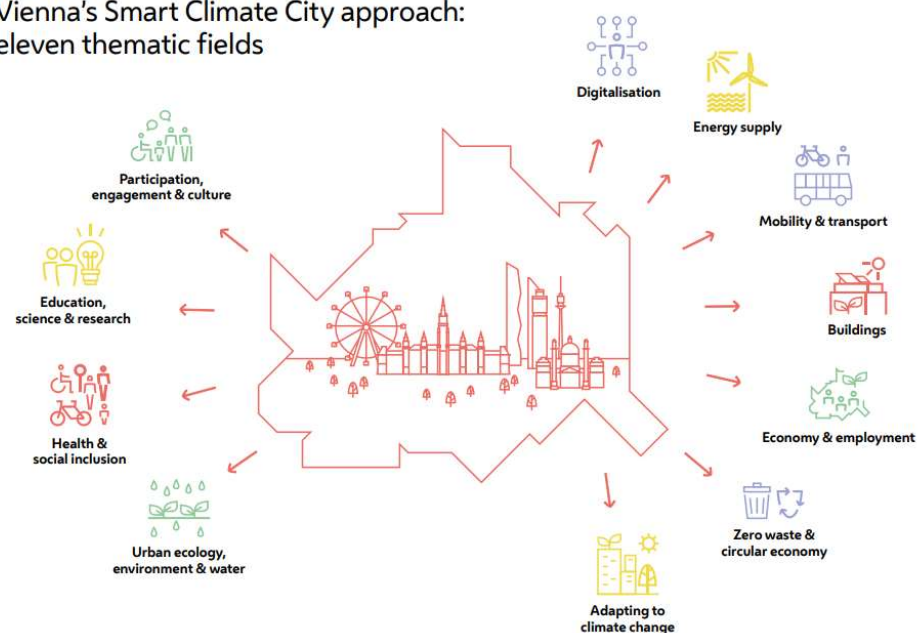 Vienna's Smart Climate City approach:
eleven thematic fields
Digitalisation
Energy supply
Mobility & transport
Buildings
Economy & employment
Zero waste &
circular economy
Adapting to
climate change
Urban ecology,
environment & water
Health &
social inclusion
Education,
science & research
Participation,
engagement & culture